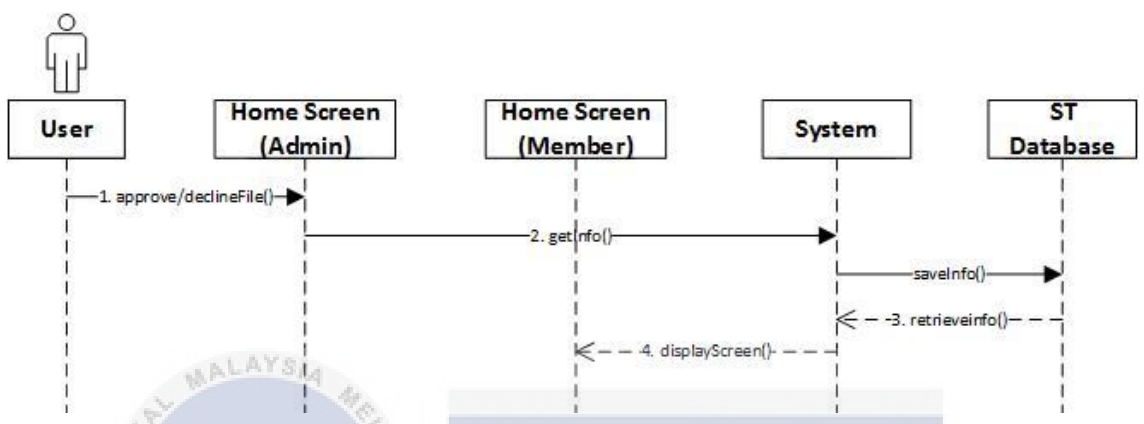 User
Home Screen
(Admin)
Home Screen
(Member)
System
ST
Database
1. approve/declineFile()
2. getInfo()
saveInfo()
3. retrieveinfo()
4. displayScreen()
MALAYSIA